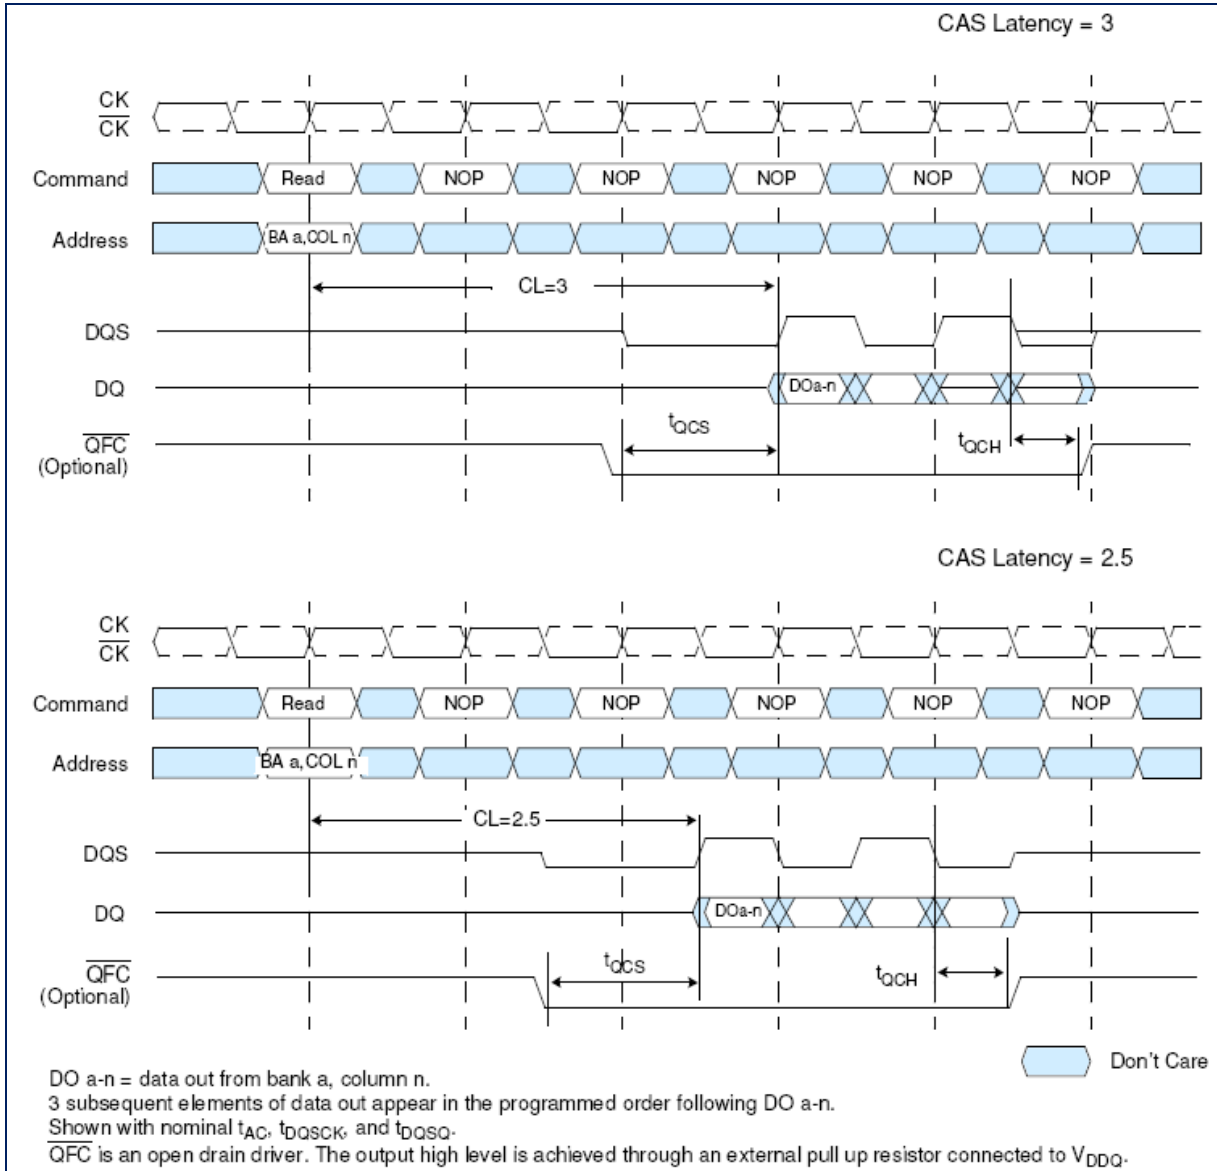 CAS Latency = 3
CK
CK
Command
Read
NOP
NOP
NOP
NOP
NOP
Address
BA a,COL n
CL=3
DQS
DQ
DOa-n
tQCS
tQCH
QFC
(Optional)
CAS Latency = 2.5
CK
CK
Command
Read
NOP
NOP
NOP
NOP
NOP
Address
BA a,COL n
CL=2.5
DQS
DQ
DOa-n
tQCS
tQCH
QFC
(Optional)
Don't Care
DO a-n = data out from bank a, column n.
3 subsequent elements of data out appear in the programmed order following DO a-n.
Shown with nominal tAC, tDQSCK, and tDQSQ.
QFC is an open drain driver. The output high level is achieved through an external pull up resistor connected to VDDQ.